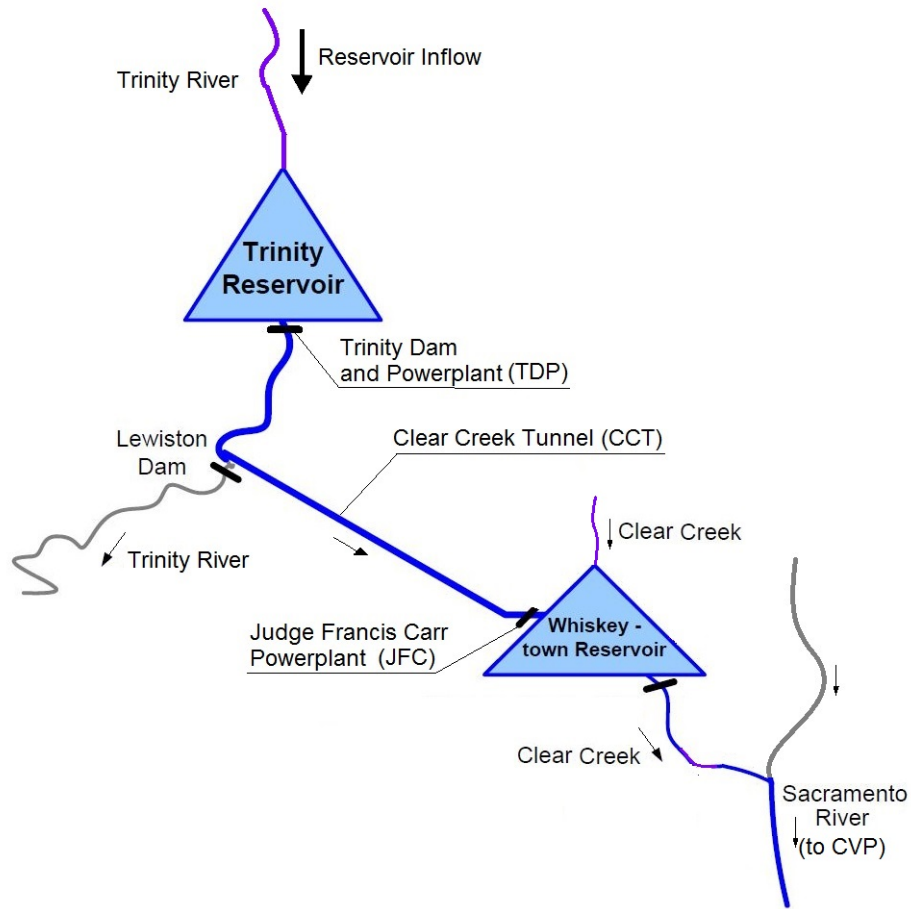 Reservoir Inflow
Trinity River
Trinity
Reservoir
Trinity Dam
and Powerplant (TDP)
Lewiston
Dam
Clear Creek Tunnel (CCT)
Trinity River
Clear Creek
Whiskey -
town Reservoir
Judge Francis Carr
Powerplant (JFC)
Clear Creek
Sacramento
River
(to CVP)